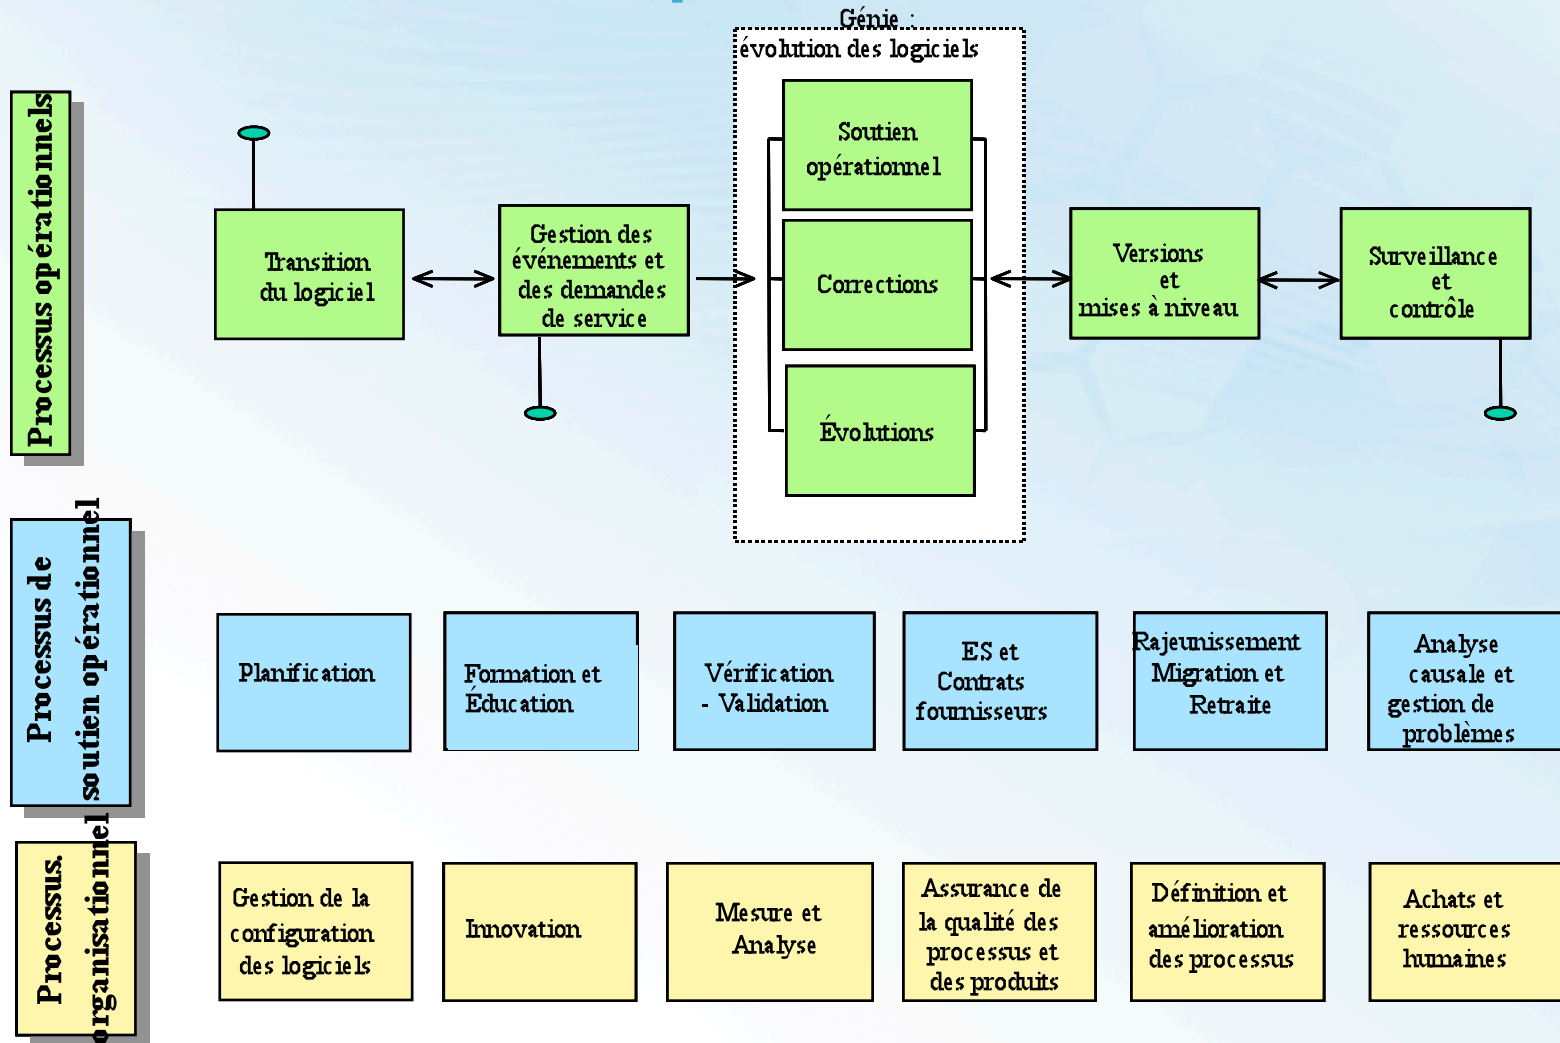 Génie :
évolution des logiciels
Processus opérationnels
Transition
du logiciel
Gestion des
événements et
des demandes
de service
Soutien
opérationnel
Corrections
Évolutions
Versions
et
mises à niveau
Surveillance
et
contrôle
Processus de
soutien opérationnel
Planification
Formation et
Éducation
Vérification
- Validation
ES et
Contrats
fournisseurs
Rajeunissement
Migration et
Retraite
Analyse
causale et
gestion de
problèmes
Processus.
organisationnel
Gestion de la
configuration
des logiciels
Innovation
Mesure et
Analyse
Assurance de
la qualité des
processus et
des produits
Définition et
amélioration
des processus
Achats et
ressources
humaines